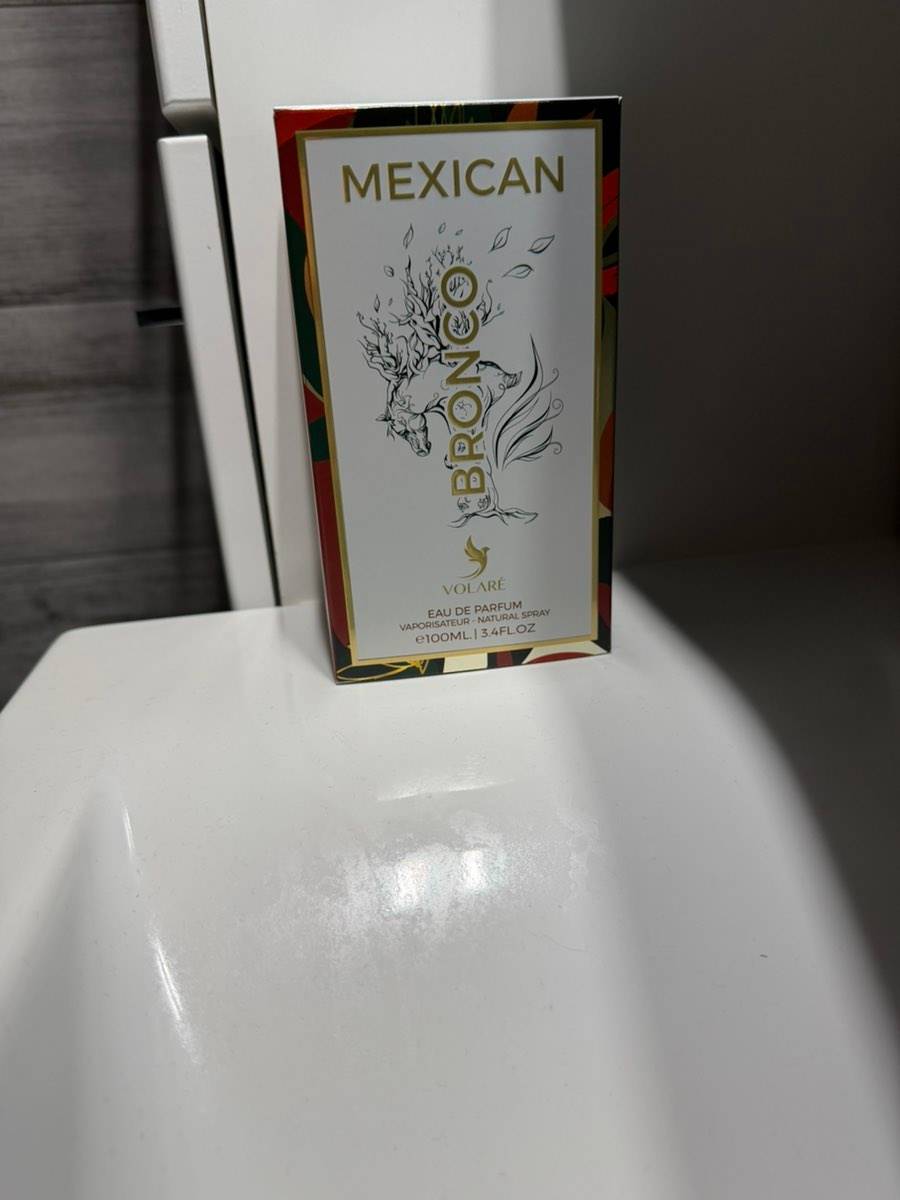 MEXICAN
BRONCO
VOLARÉ
EAU DE PARFUM
VAPORISATEUR - NATURAL SPRAY
℮100ML.| 3.4FL.OZ